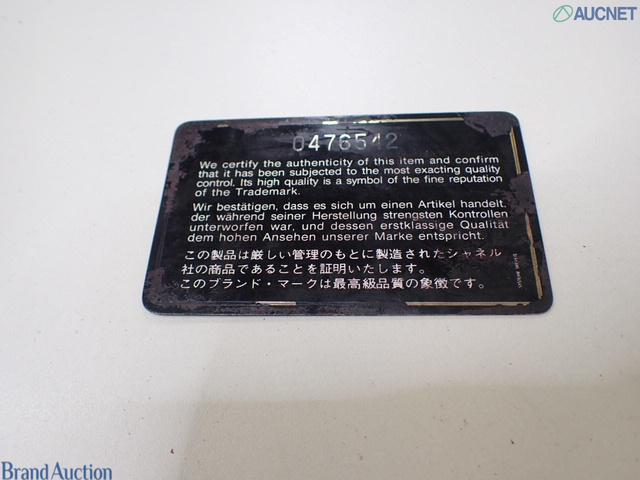 AUCNET
0476542
We certify the authenticity of this item and confirm
that it has been subjected to the most exacting quality
control. Its high quality is a symbol of the fine reputation
of the Trademark.
Wir bestätigen, dass es sich um einen Artikel handelt,
der während seiner Herstellung strengsten Kontrollen
unterworfen war, und dessen erstklassige Qualität
dem hohen Ansehen unserer Marke entspricht.
この製品は厳しい管理のもとに製造されたシャネル
社の商品であることを証明いたします。
このブランド・マークは最高級品質の象徴です。
Brand Auction